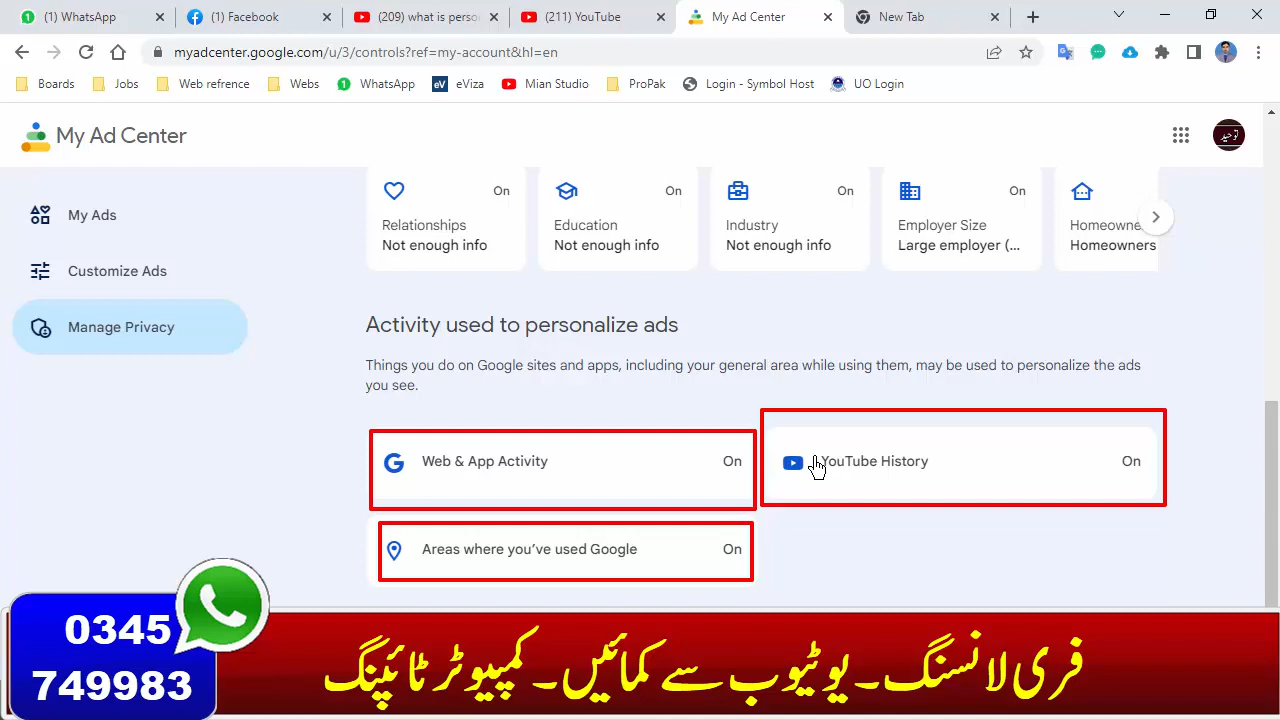 (1) WhatsApp
(1) Facebook
(209) what is perso
(211) YouTube
My Ad Center
New Tab
myadcenter.google.com/u/3/controls?ref=my-account&hl=en
Boards
Jobs
Web refrence
Webs
1 WhatsApp
eV eViza
Mian Studio
ProPak
Login - Symbol Host
UO Login
My Ad Center
توحید
My Ads
Customize Ads
Manage Privacy
On
Relationships
Not enough info
On
Education
Not enough info
On
Industry
Not enough info
On
Employer Size
Large employer (...
Homeowne
Homeowners
Activity used to personalize ads
Things you do on Google sites and apps, including your general area while using them, may be used to personalize the ads
you see.
Web & App Activity On
YouTube History On
Areas where you've used Google On
0345
749983
فری لانسنگ۔یوٹیوب سے کمائیں۔کمپیوٹر ٹائپنگ